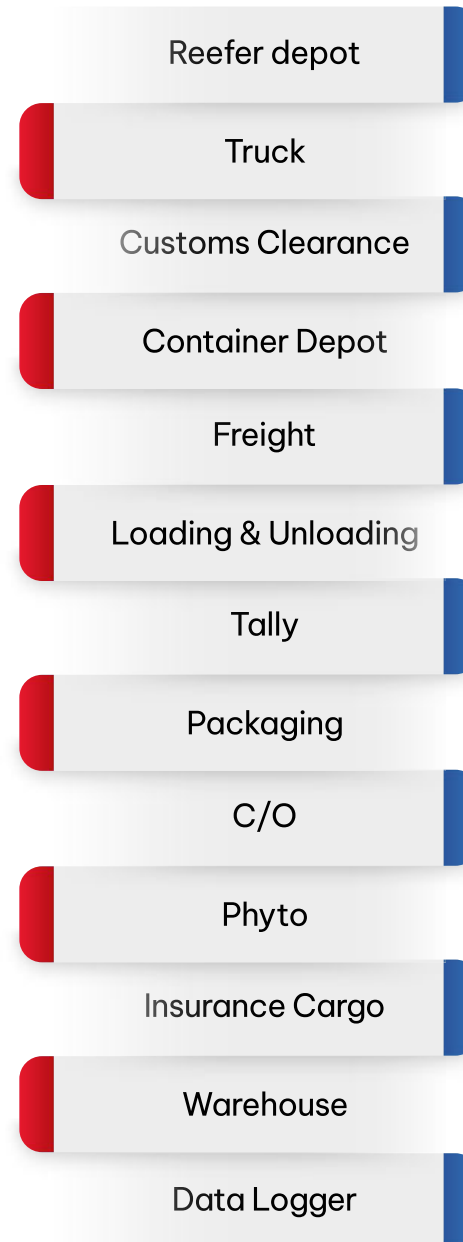 Reefer depot
Truck
Customs Clearance
Container Depot
Freight
Loading & Unloading
Tally
Packaging
C/O
Phyto
Insurance Cargo
Warehouse
Data Logger